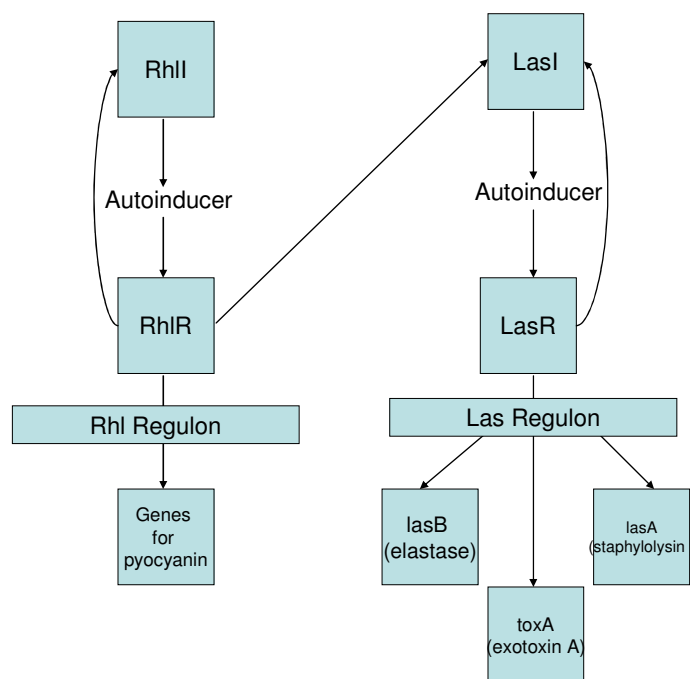 RhlI
LasI
Autoinducer
Autoinducer
RhlR
LasR
Rhl Regulon
Las Regulon
Genes
for
pyocyanin
lasB
(elastase)
lasA
(staphylolysin
toxA
(exotoxin A)